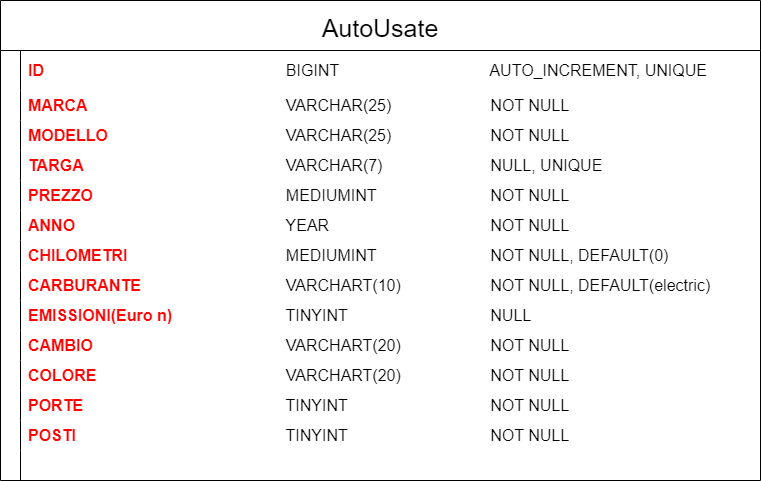 AutoUsate
ID BIGINT AUTO_INCREMENT, UNIQUE
MARCA VARCHAR(25) NOT NULL
MODELLO VARCHAR(25) NOT NULL
TARGA VARCHAR(7) NULL, UNIQUE
PREZZO MEDIUMINT NOT NULL
ANNO YEAR NOT NULL
CHILOMETRI MEDIUMINT NOT NULL, DEFAULT(0)
CARBURANTE VARCHART(10) NOT NULL, DEFAULT(electric)
EMISSIONI(Euro n) TINYINT NULL
CAMBIO VARCHART(20) NOT NULL
COLORE VARCHART(20) NOT NULL
PORTE TINYINT NOT NULL
POSTI TINYINT NOT NULL